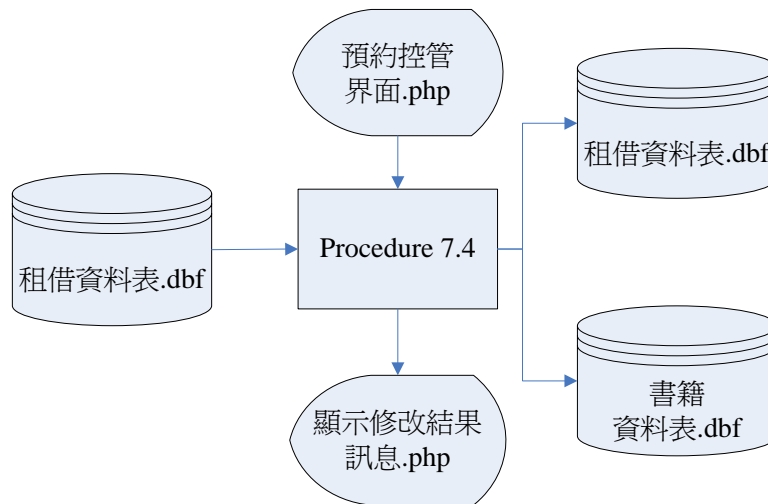 預約控管
界面.php
租借資料表.dbf
租借資料表.dbf
Procedure 7.4
書籍
資料表.dbf
顯示修改結果
訊息.php